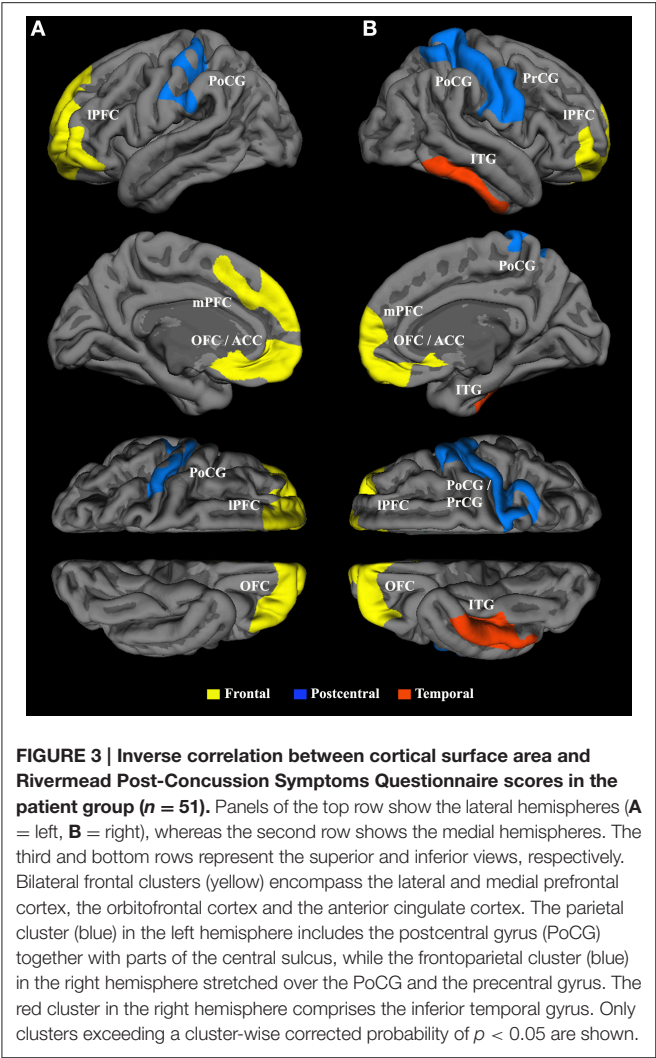 A
B
PoCG
lPFC
PoCG
PrCG
lPFC
ITG
mPFC
OFC / ACC
PoCG
mPFC
OFC / ACC
ITG
PoCG
lPFC
PoCG /
PrCG
lPFC
OFC
OFC
ITG
Frontal Postcentral Temporal
FIGURE 3 | Inverse correlation between cortical surface area and
Rivermead Post-Concussion Symptoms Questionnaire scores in the
patient group (n = 51). Panels of the top row show the lateral hemispheres (A
= left, B = right), whereas the second row shows the medial hemispheres. The
third and bottom rows represent the superior and inferior views, respectively.
Bilateral frontal clusters (yellow) encompass the lateral and medial prefrontal
cortex, the orbitofrontal cortex and the anterior cingulate cortex. The parietal
cluster (blue) in the left hemisphere includes the postcentral gyrus (PoCG)
together with parts of the central sulcus, while the frontoparietal cluster (blue)
in the right hemisphere stretched over the PoCG and the precentral gyrus. The
red cluster in the right hemisphere comprises the inferior temporal gyrus. Only
clusters exceeding a cluster-wise corrected probability of p < 0.05 are shown.